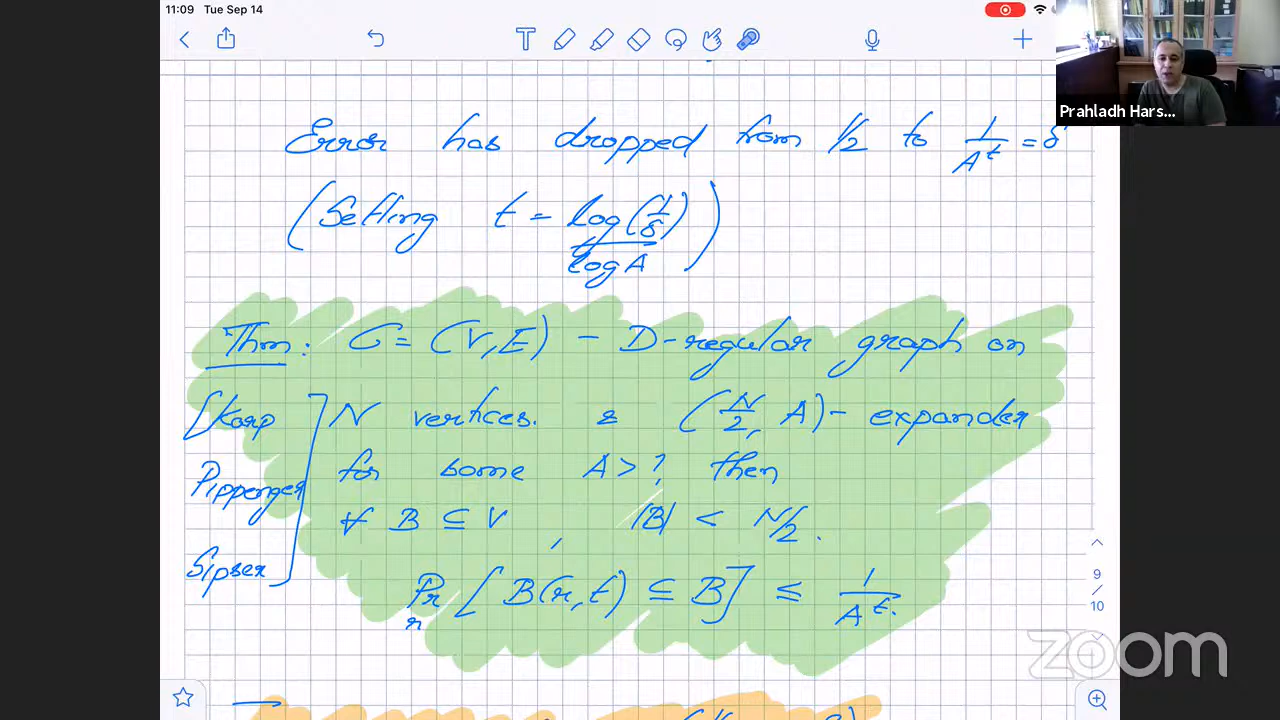 11:09 Tue Sep 14
Prahladh Hars...
Error has dropped from 1/2 to 1/A^t = δ
(Setting t = log(1/δ)/log A)
Thm: G = (V,E) - D-regular graph on
[Karp Pippenger Sipser] N vertices. & (N/2, A) - expander
for some A > ? then
∀ B ⊆ V, |B| < N/2.
Pr_r [B(r,t) ⊆ B] ≤ 1/A^t.
9/10
zoom